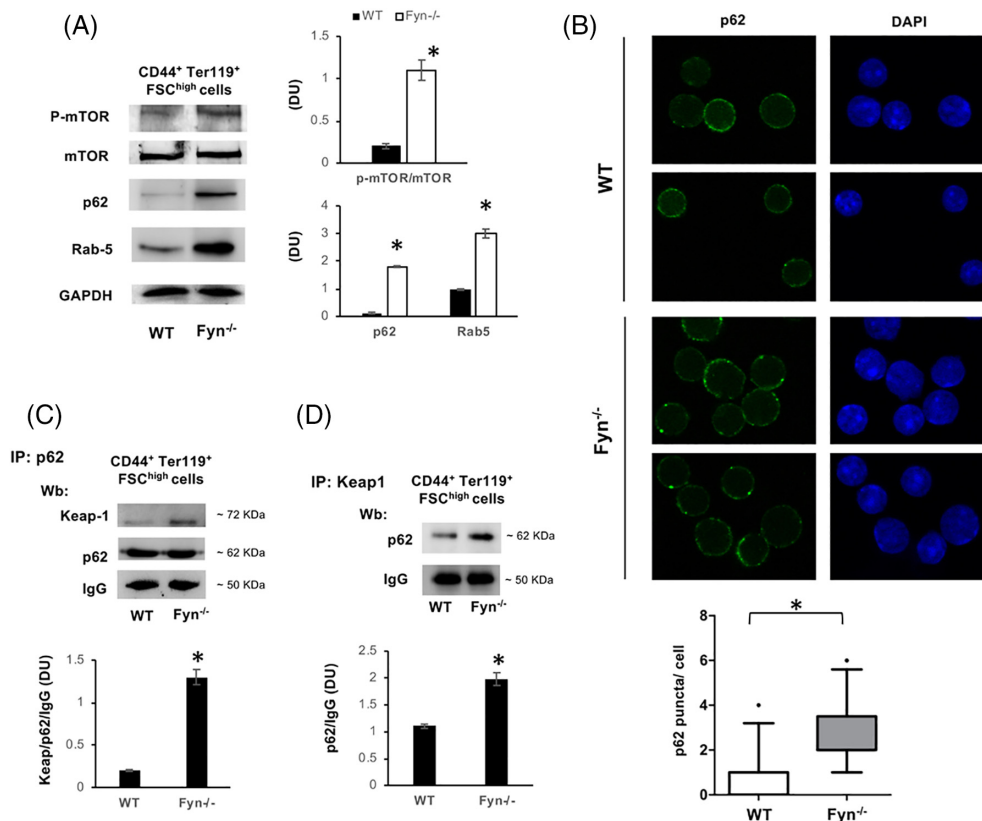 (A)
CD44+ Ter119+
FSChigh cells
P-mTOR
mTOR
p62
Rab-5
GAPDH
WT Fyn-/-
WT Fyn-/-
(DU)
1.5
1
0.5
0
*
p-mTOR/mTOR
(DU)
4
3
2
1
0
*
*
p62 Rab5
(B)
p62 DAPI
WT
Fyn-/-
p62 puncta/ cell
8
6
4
2
0
*
WT Fyn-/-
(C)
IP: p62
CD44+ Ter119+
FSChigh cells
Wb:
Keap-1 ~ 72 KDa
p62 ~ 62 KDa
IgG ~ 50 KDa
WT Fyn-/-
Keap/p62/IgG (DU)
1.5
1
0.5
0
*
WT Fyn-/-
(D)
IP: Keap1
CD44+ Ter119+
FSChigh cells
Wb:
p62 ~ 62 KDa
IgG ~ 50 KDa
WT Fyn-/-
p62/IgG (DU)
2.5
2
1.5
1
0.5
0
*
WT Fyn-/-